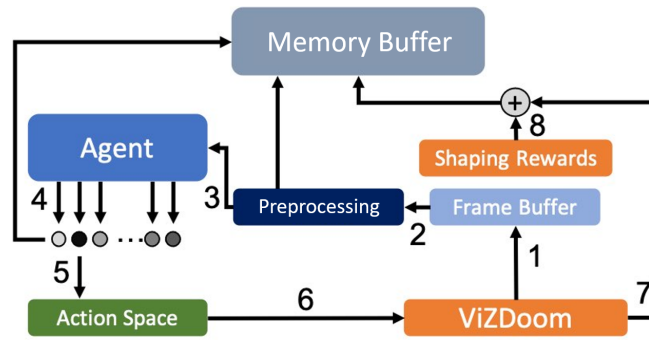 Memory Buffer
+
8
Agent
Shaping Rewards
4
3
Preprocessing
Frame Buffer
2
...
5
1
6
7
Action Space
ViZDoom